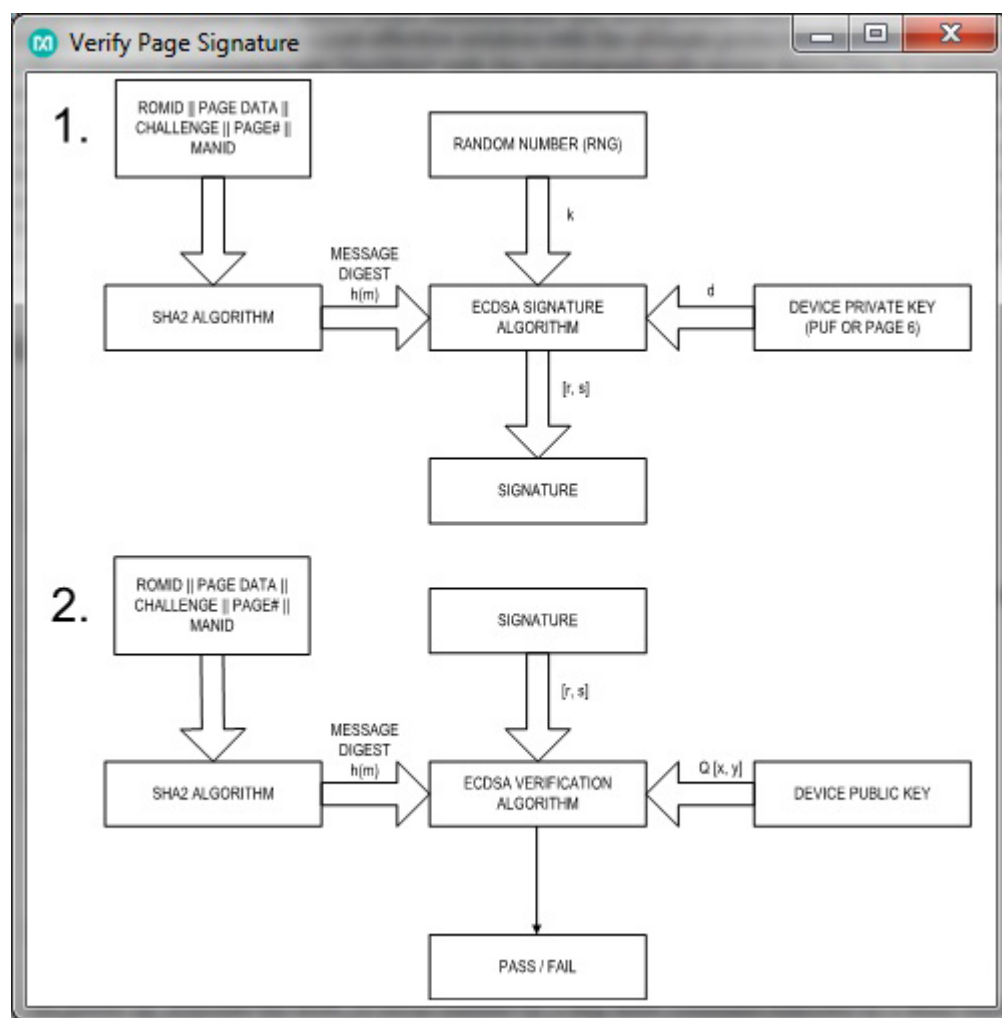 Verify Page Signature
1.
ROMID || PAGE DATA ||
CHALLENGE || PAGE# ||
MANID
RANDOM NUMBER (RNG)
k
MESSAGE
DIGEST
h(m)
d
SHA2 ALGORITHM
ECDSA SIGNATURE
ALGORITHM
DEVICE PRIVATE KEY
(PUF OR PAGE 6)
[r, s]
SIGNATURE
2.
ROMID || PAGE DATA ||
CHALLENGE || PAGE# ||
MANID
SIGNATURE
[r, s]
MESSAGE
DIGEST
h(m)
Q [x, y]
SHA2 ALGORITHM
ECDSA VERIFICATION
ALGORITHM
DEVICE PUBLIC KEY
PASS / FAIL